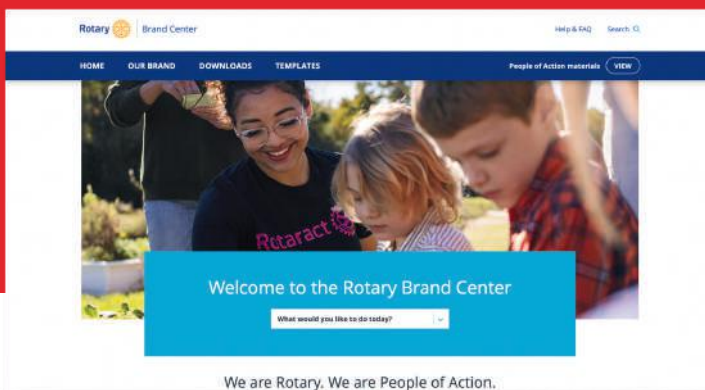 Rotary Brand Center
Help & FAQ Search
HOME OUR BRAND DOWNLOADS TEMPLATES People of Action materials VIEW
Rotaract
Welcome to the Rotary Brand Center
What would you like to do today?
We are Rotary. We are People of Action.